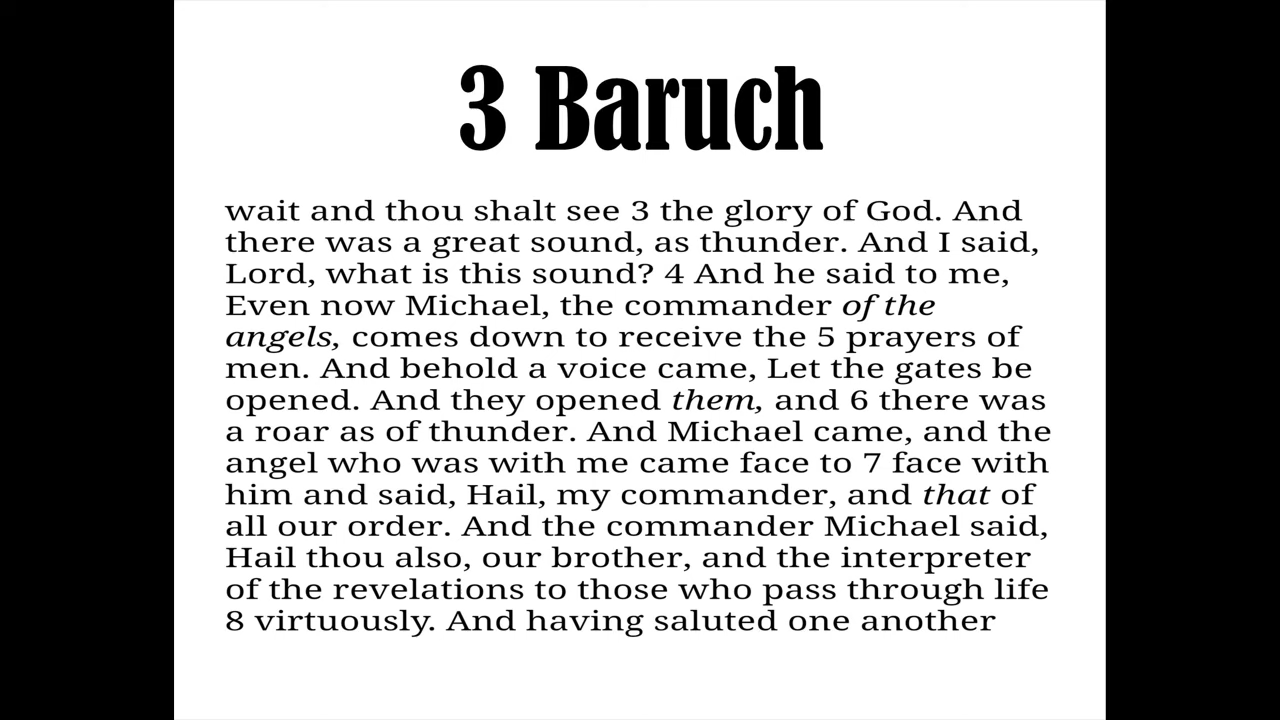 3 Baruch
wait and thou shalt see 3 the glory of God. And
there was a great sound, as thunder. And I said,
Lord, what is this sound? 4 And he said to me,
Even now Michael, the commander of the
angels, comes down to receive the 5 prayers of
men. And behold a voice came, Let the gates be
opened. And they opened them, and 6 there was
a roar as of thunder. And Michael came, and the
angel who was with me came face to 7 face with
him and said, Hail, my commander, and that of
all our order. And the commander Michael said,
Hail thou also, our brother, and the interpreter
of the revelations to those who pass through life
8 virtuously. And having saluted one another